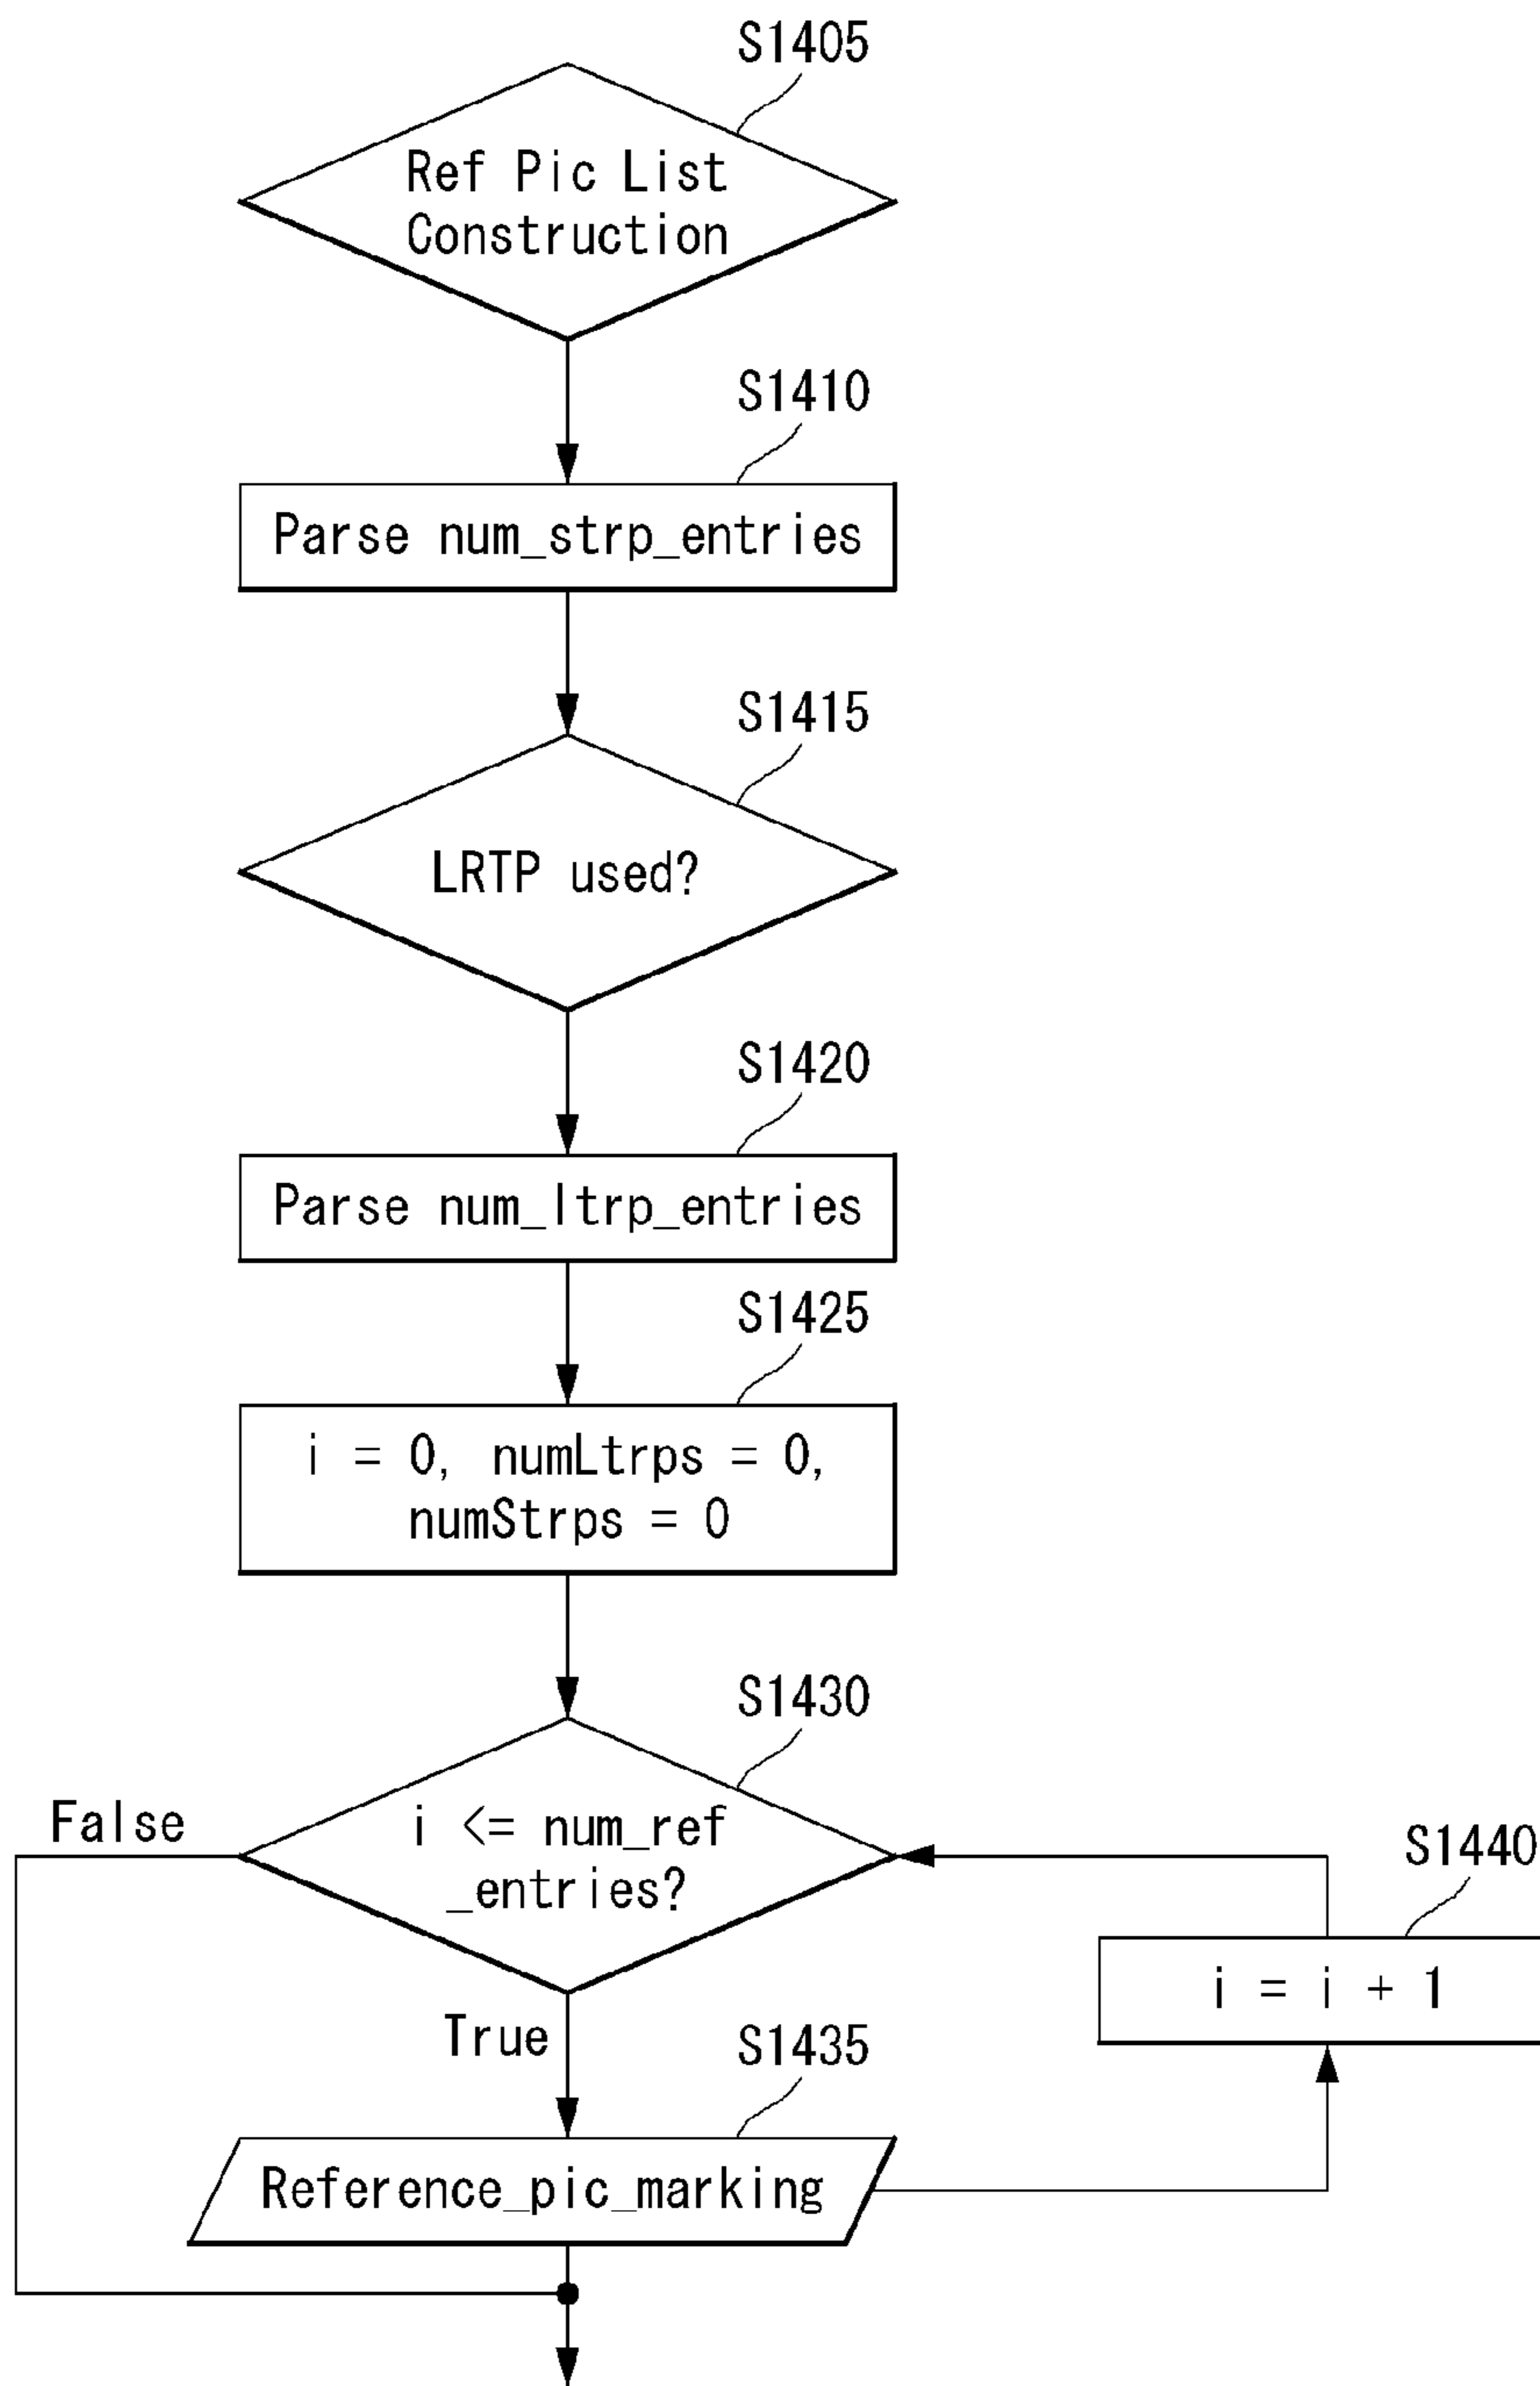 S1405
Ref Pic List
Construction
S1410
Parse num_strp_entries
S1415
LRTP used?
S1420
Parse num_ltrp_entries
S1425
i = 0, numLtrps = 0,
numStrps = 0
S1430
False
i <= num_ref
_entries?
S1440
i = i + 1
True
S1435
Reference_pic_marking